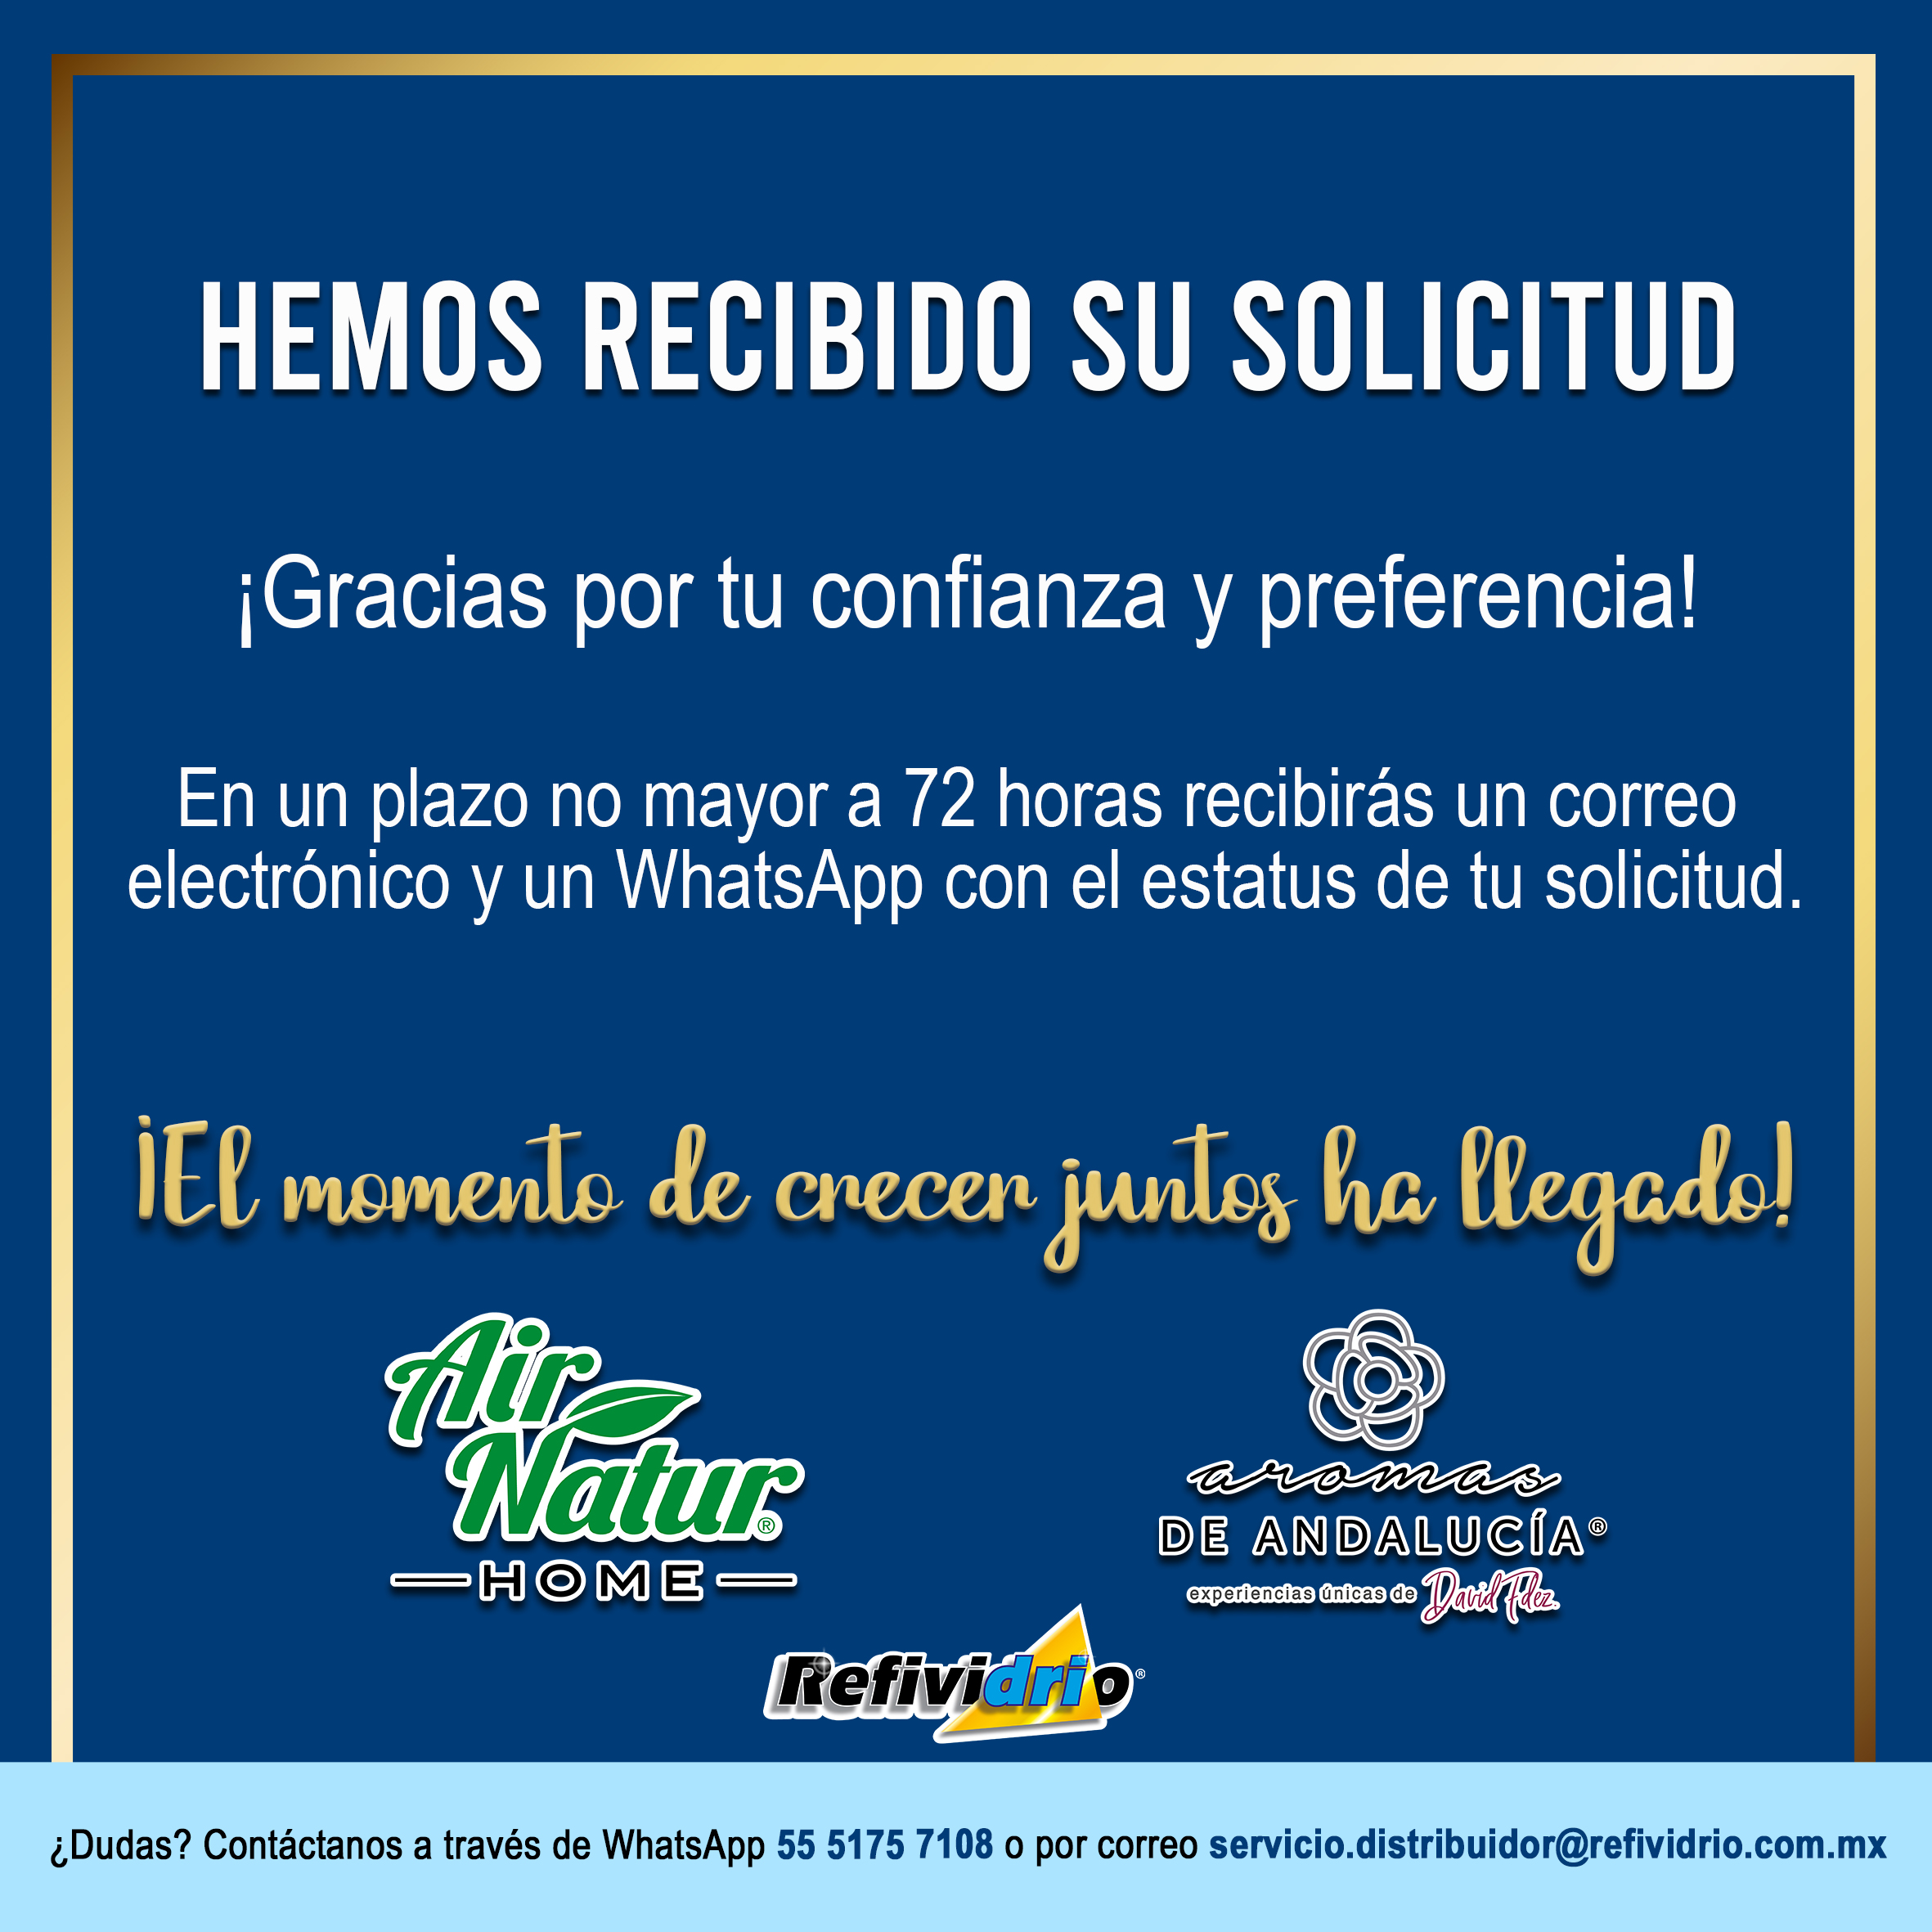 HEMOS RECIBIDO SU SOLICITUD
¡Gracias por tu confianza y preferencia!
En un plazo no mayor a 72 horas recibirás un correo
electrónico y un WhatsApp con el estatus de tu solicitud.
¡El momento de crecer juntos ha llegado!
Air
Natur®
HOME
aromas
DE ANDALUCÍA®
experiencias únicas de David Fdez.
Refividrio®
¿Dudas? Contáctanos a través de WhatsApp 55 5175 7108 o por correo servicio.distribuidor@refividrio.com.mx